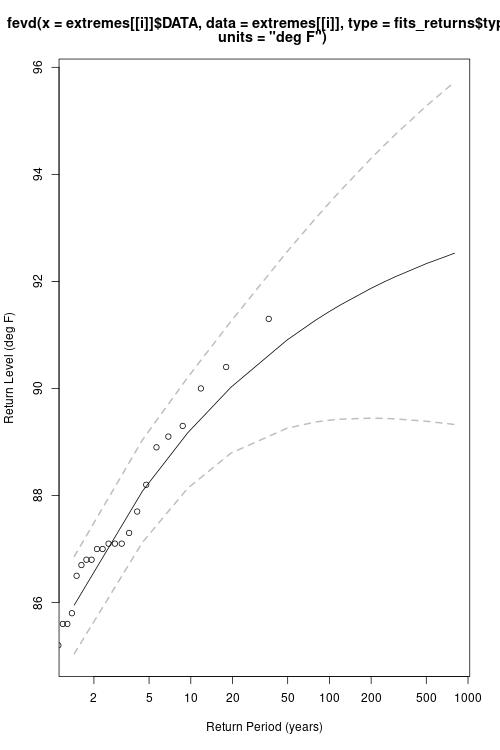 fevd(x = extremes[[i]]$DATA, data = extremes[[i]], type = fits_returns$typ
units = "deg F")
96
94
92
90
88
86
Return Level (deg F)
2 5 10 20 50 100 200 500 1000
Return Period (years)